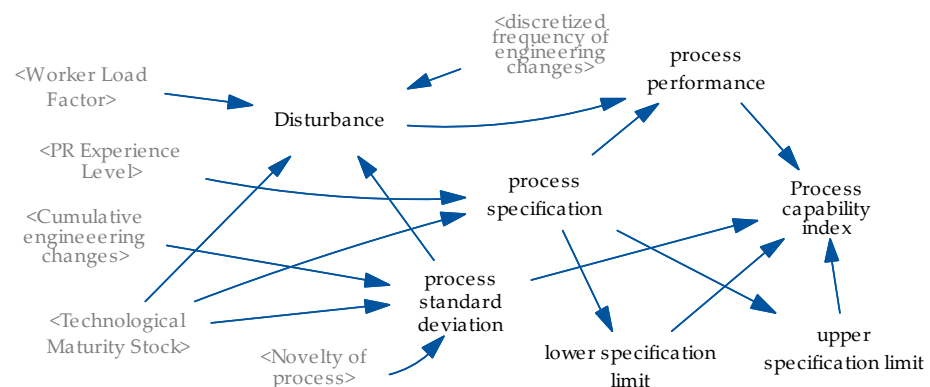 <discretized
frequency of
engineering
changes>
process
performance
<Worker Load
Factor>
Disturbance
<PR Experience
Level>
process
specification
Process
capability
index
<Cumulative
engineeering
changes>
process
standard
deviation
<Technological
Maturity Stock>
<Novelty of
process>
lower specification
limit
upper
specification limit